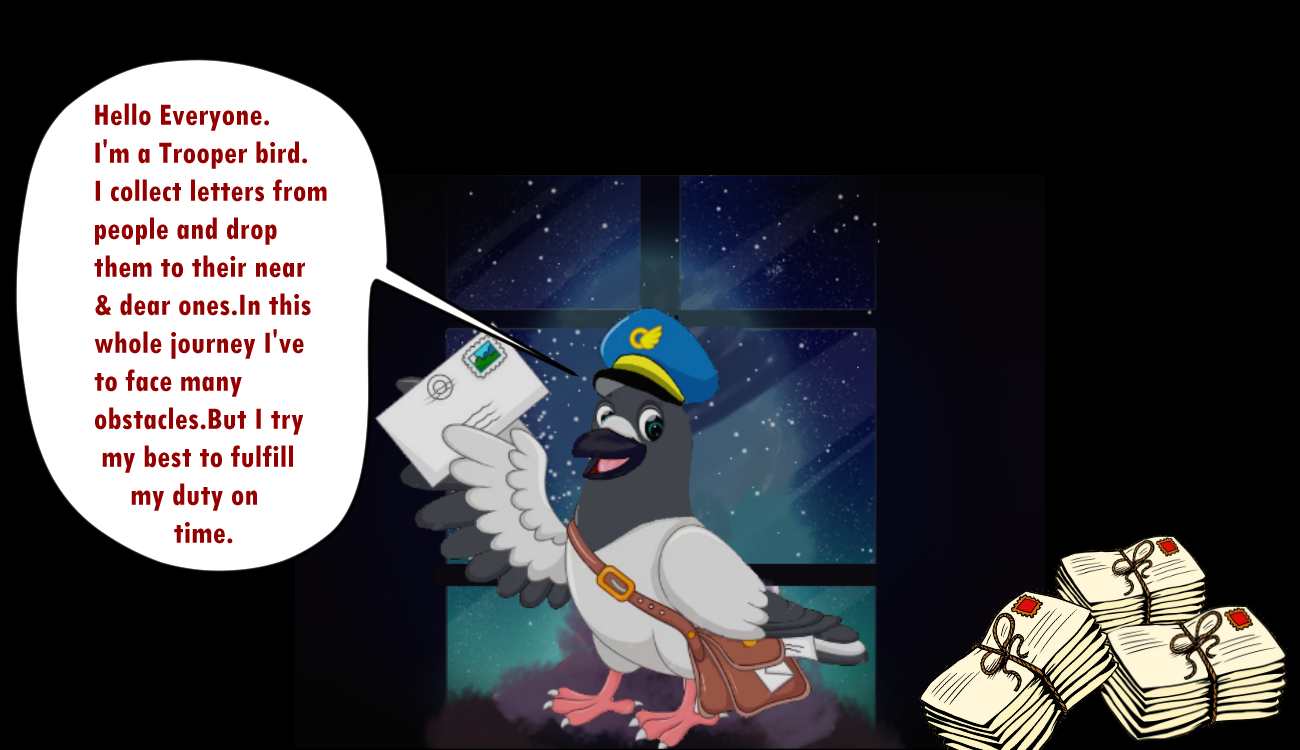 Hello Everyone.
I'm a Trooper bird.
I collect letters from
people and drop
them to their near
& dear ones.In this
whole journey I've
to face many
obstacles.But I try
my best to fulfill
my duty on
time.